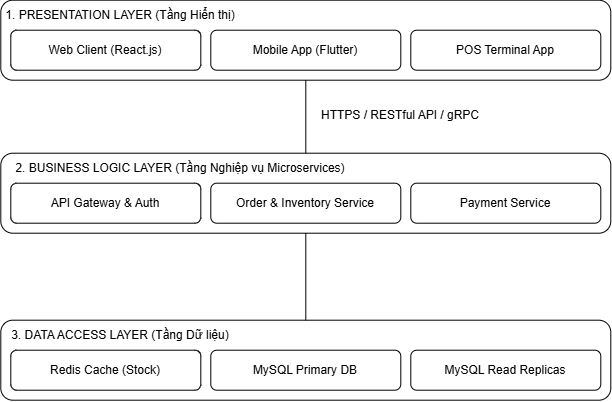 1. PRESENTATION LAYER (Tầng Hiển thị)
Web Client (React.js)
Mobile App (Flutter)
POS Terminal App
HTTPS / RESTful API / gRPC
2. BUSINESS LOGIC LAYER (Tầng Nghiệp vụ Microservices)
API Gateway & Auth
Order & Inventory Service
Payment Service
3. DATA ACCESS LAYER (Tầng Dữ liệu)
Redis Cache (Stock)
MySQL Primary DB
MySQL Read Replicas